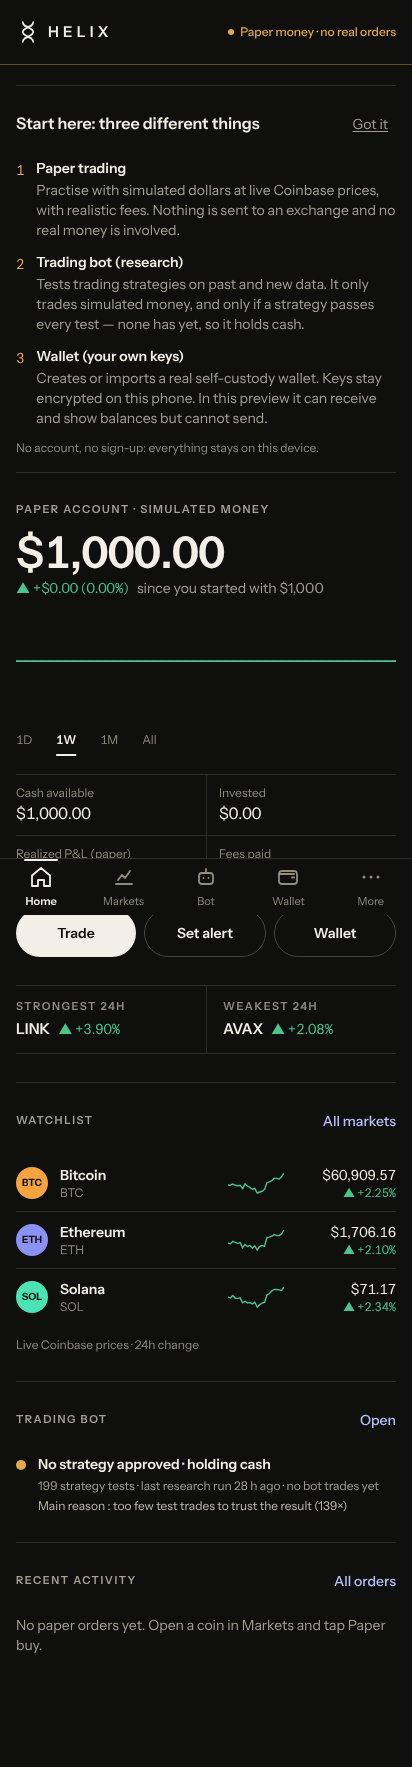 HELIX
Paper money · no real orders
Start here: three different things
Got it
1 Paper trading
Practise with simulated dollars at live Coinbase prices,
with realistic fees. Nothing is sent to an exchange and no
real money is involved.
2 Trading bot (research)
Tests trading strategies on past and new data. It only
trades simulated money, and only if a strategy passes
every test — none has yet, so it holds cash.
3 Wallet (your own keys)
Creates or imports a real self-custody wallet. Keys stay
encrypted on this phone. In this preview it can receive
and show balances but cannot send.
No account, no sign-up: everything stays on this device.
PAPER ACCOUNT · SIMULATED MONEY
$1,000.00
▲ +$0.00 (0.00%) since you started with $1,000
1D 1W 1M All
Cash available Invested
$1,000.00 $0.00
Realized P&L (paper) Fees paid
Home Markets Bot Wallet More
Trade Set alert Wallet
STRONGEST 24H WEAKEST 24H
LINK ▲ +3.90% AVAX ▲ +2.08%
WATCHLIST All markets
BTC Bitcoin $60,909.57
BTC ▲ +2.25%
ETH Ethereum $1,706.16
ETH ▲ +2.10%
SOL Solana $71.17
SOL ▲ +2.34%
Live Coinbase prices · 24h change
TRADING BOT Open
No strategy approved · holding cash
199 strategy tests · last research run 28 h ago · no bot trades yet
Main reason : too few test trades to trust the result (139×)
RECENT ACTIVITY All orders
No paper orders yet. Open a coin in Markets and tap Paper
buy.